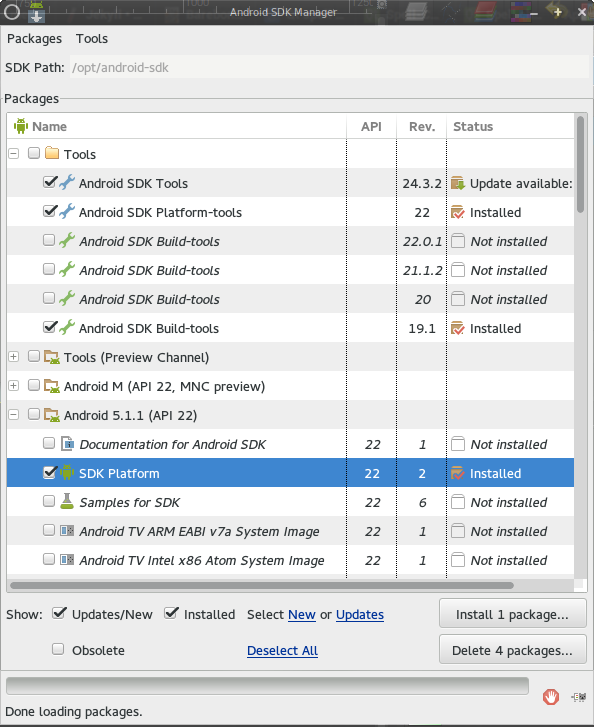 Android SDK Manager
Packages Tools
SDK Path: /opt/android-sdk
Packages
Name API Rev. Status
Tools
Android SDK Tools 24.3.2 Update available:
Android SDK Platform-tools 22 Installed
Android SDK Build-tools 22.0.1 Not installed
Android SDK Build-tools 21.1.2 Not installed
Android SDK Build-tools 20 Not installed
Android SDK Build-tools 19.1 Installed
Tools (Preview Channel)
Android M (API 22, MNC preview)
Android 5.1.1 (API 22)
Documentation for Android SDK 22 1 Not installed
SDK Platform 22 2 Installed
Samples for SDK 22 6 Not installed
Android TV ARM EABI v7a System Image 22 1 Not installed
Android TV Intel x86 Atom System Image 22 1 Not installed
Show: Updates/New Installed Select New or Updates Install 1 package...
Obsolete Deselect All Delete 4 packages...
Done loading packages.